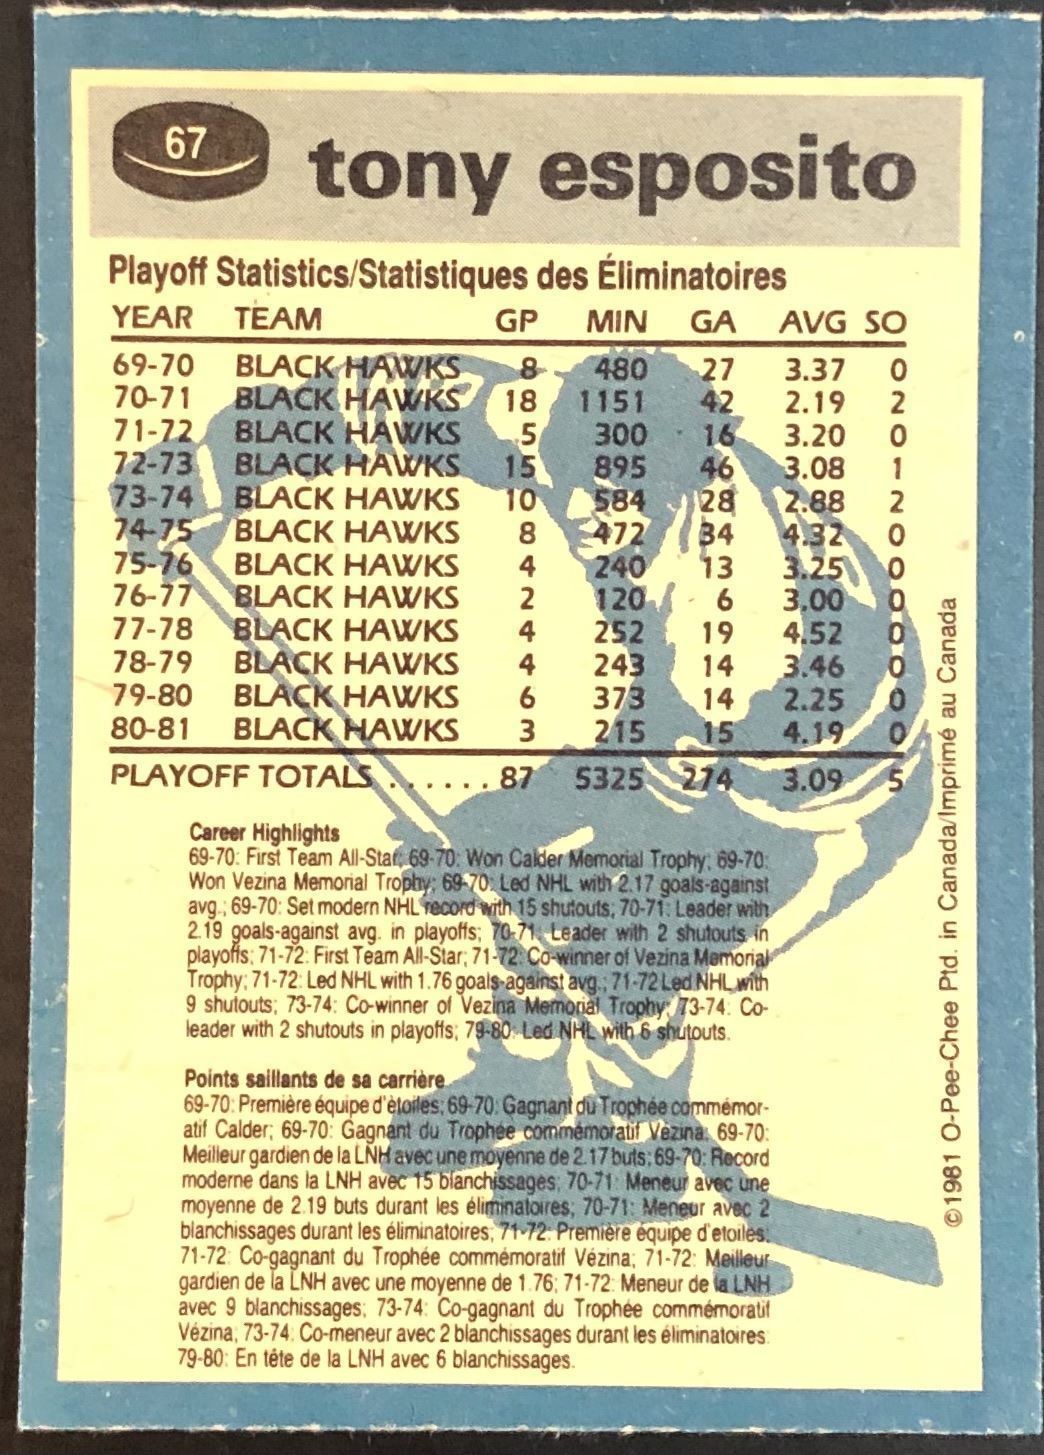 67
tony esposito
Playoff Statistics/Statistiques des Éliminatoires
YEAR TEAM GP MIN GA AVG SO
69-70 BLACK HAWKS 8 480 27 3.37 0
70-71 BLACK HAWKS 18 1151 42 2.19 2
71-72 BLACK HAWKS 5 300 16 3.20 0
72-73 BLACK HAWKS 15 895 46 3.08 1
73-74 BLACK HAWKS 10 584 28 2.88 2
74-75 BLACK HAWKS 8 472 34 4.32 0
75-76 BLACK HAWKS 4 240 13 3.25 0
76-77 BLACK HAWKS 2 120 6 3.00 0
77-78 BLACK HAWKS 4 252 19 4.52 0
78-79 BLACK HAWKS 4 243 14 3.46 0
79-80 BLACK HAWKS 6 373 14 2.25 0
80-81 BLACK HAWKS 3 215 15 4.19 0
PLAYOFF TOTALS ...... 87 5325 274 3.09 5
Career Highlights
69-70: First Team All-Star; 69-70: Won Calder Memorial Trophy; 69-70:
Won Vezina Memorial Trophy; 69-70: Led NHL with 2.17 goals-against
avg.; 69-70: Set modern NHL record with 15 shutouts; 70-71: Leader with
2.19 goals-against avg. in playoffs; 70-71: Leader with 2 shutouts in
playoffs; 71-72: First Team All-Star; 71-72: Co-winner of Vezina Memorial
Trophy; 71-72: Led NHL with 1.76 goals-against avg.; 71-72 Led NHL with
9 shutouts; 73-74: Co-winner of Vezina Memorial Trophy; 73-74: Co-
leader with 2 shutouts in playoffs; 79-80: Led NHL with 6 shutouts.
Points saillants de sa carrière
69-70: Première équipe d'étoiles; 69-70: Gagnant du Trophée commémor-
atif Calder; 69-70: Gagnant du Trophée commémoratif Vézina; 69-70:
Meilleur gardien de la LNH avec une moyenne de 2.17 buts; 69-70: Record
moderne dans la LNH avec 15 blanchissages; 70-71: Meneur avec une
moyenne de 2.19 buts durant les éliminatoires; 70-71: Meneur avec 2
blanchissages durant les éliminatoires; 71-72: Première équipe d'etoiles;
71-72: Co-gagnant du Trophée commémoratif Vézina; 71-72: Meilleur
gardien de la LNH avec une moyenne de 1.76; 71-72: Meneur de la LNH
avec 9 blanchissages; 73-74: Co-gagnant du Trophée commémoratif
Vézina; 73-74: Co-meneur avec 2 blanchissages durant les éliminatoires.
79-80: En tête de la LNH avec 6 blanchissages.
©1981 O-Pee-Chee Ptd. in Canada/Imprimé au Canada